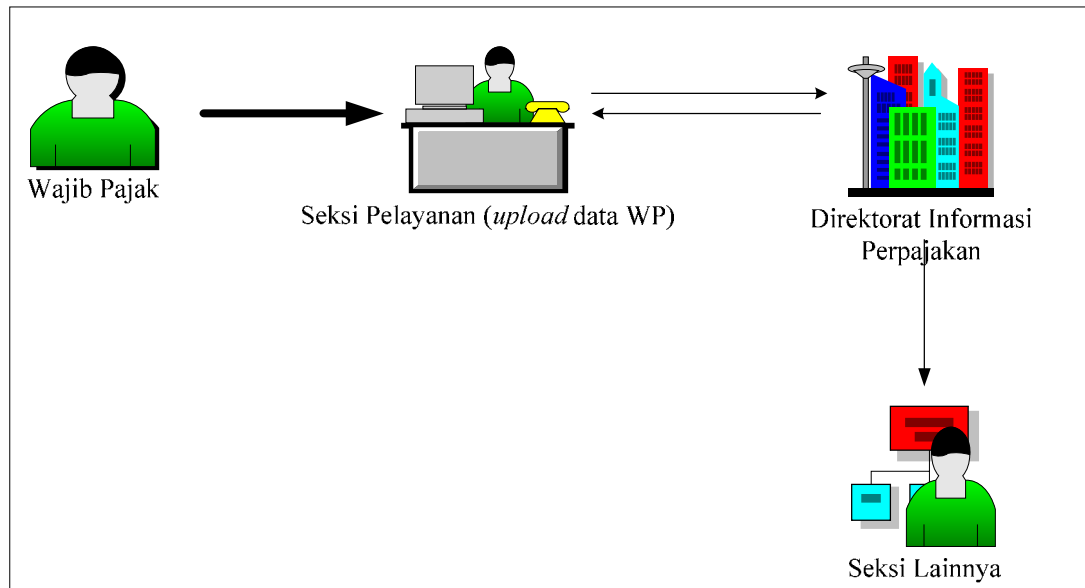 Wajib Pajak
Seksi Pelayanan (upload data WP)
Direktorat Informasi
Perpajakan
Seksi Lainnya